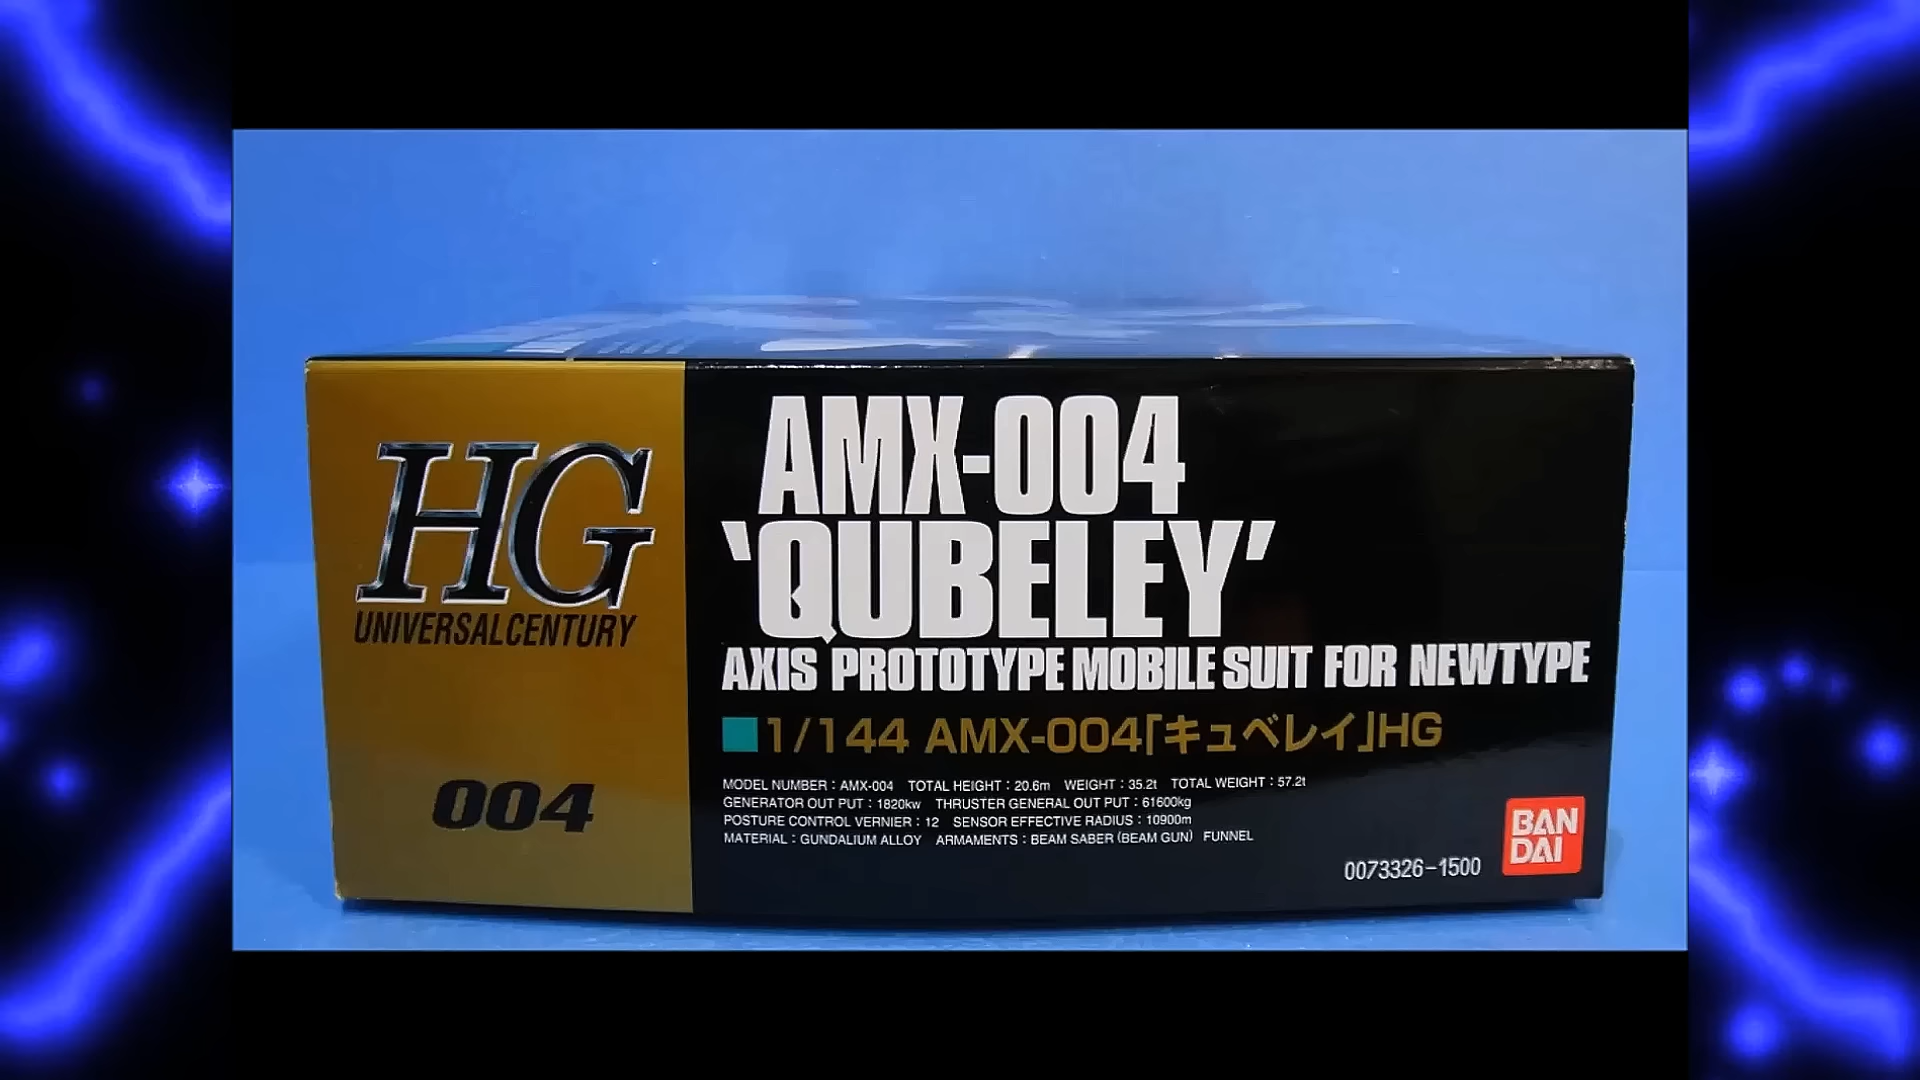 HG
UNIVERSALCENTURY
004
AMX-004
‘QUBELEY’
AXIS PROTOTYPE MOBILE SUIT FOR NEWTYPE
1/144 AMX-004「キュベレイ」HG
MODEL NUMBER：AMX-004 TOTAL HEIGHT：20.6m WEIGHT：35.2t TOTAL WEIGHT：57.2t
GENERATOR OUT PUT：1820kw THRUSTER GENERAL OUT PUT：61600kg
POSTURE CONTROL VERNIER：12 SENSOR EFFECTIVE RADIUS：10900m
MATERIAL：GUNDALIUM ALLOY ARMAMENTS：BEAM SABER（BEAM GUN） FUNNEL
0073326-1500
BAN
DAI